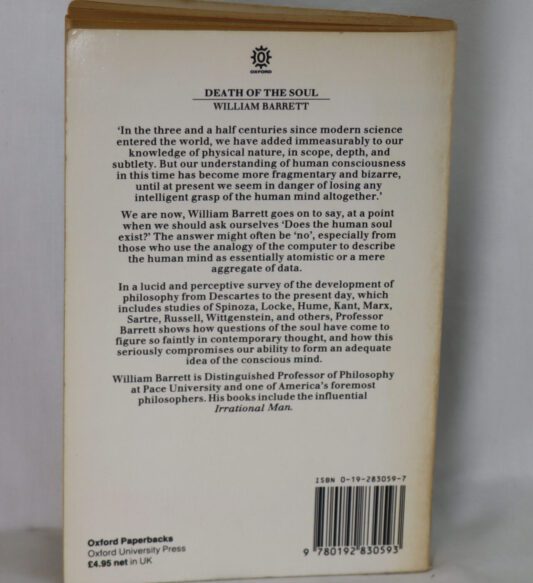 OXFORD
DEATH OF THE SOUL
WILLIAM BARRETT
‘In the three and a half centuries since modern science
entered the world, we have added immeasurably to our
knowledge of physical nature, in scope, depth, and
subtlety. But our understanding of human consciousness
in this time has become more fragmentary and bizarre,
until at present we seem in danger of losing any
intelligent grasp of the human mind altogether.’
We are now, William Barrett goes on to say, at a point
when we should ask ourselves ‘Does the human soul
exist?’ The answer might often be ‘no’, especially from
those who use the analogy of the computer to describe
the human mind as essentially atomistic or a mere
aggregate of data.
In a lucid and perceptive survey of the development of
philosophy from Descartes to the present day, which
includes studies of Spinoza, Locke, Hume, Kant, Marx,
Sartre, Russell, Wittgenstein, and others, Professor
Barrett shows how questions of the soul have come to
figure so faintly in contemporary thought, and how this
seriously compromises our ability to form an adequate
idea of the conscious mind.
William Barrett is Distinguished Professor of Philosophy
at Pace University and one of America’s foremost
philosophers. His books include the influential
Irrational Man.
ISBN 0-19-283059-7
9 780192 830593
Oxford Paperbacks
Oxford University Press
£4.95 net in UK